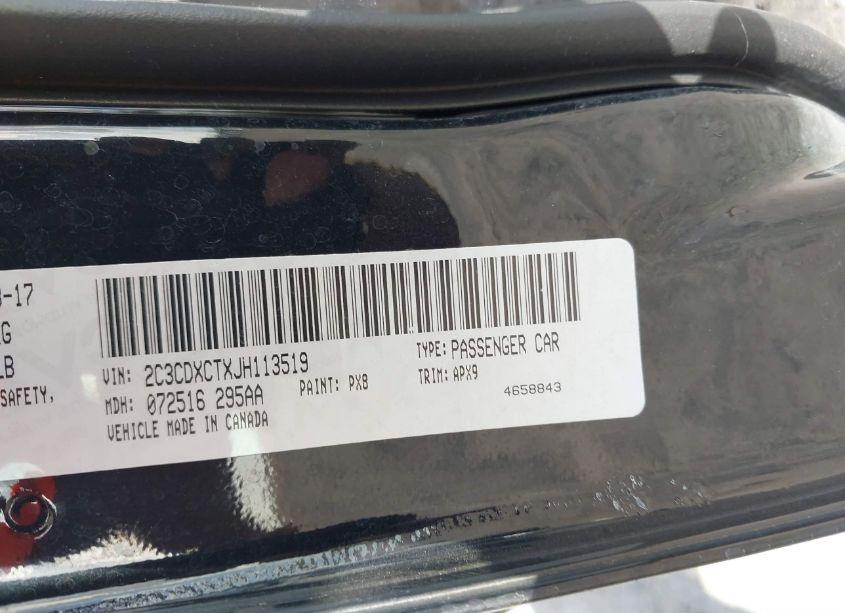 -17
G
LB
SAFETY,
VIN: 2C3CDXCTXJH113519
TYPE: PASSENGER CAR
MDH: 072516 295AA
PAINT: PX8
TRIM: APX9
VEHICLE MADE IN CANADA
4658843